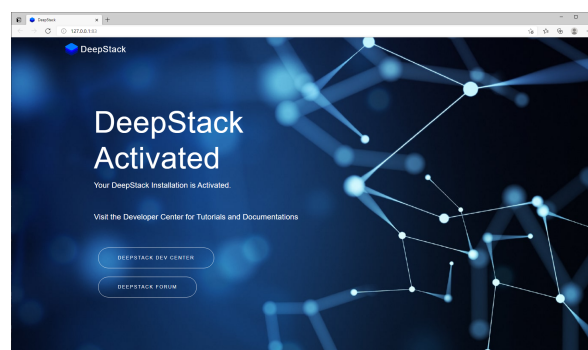 DeepStack
127.0.0.1:83
DeepStack
DeepStack
Activated
Your DeepStack Installation is Activated.
Visit the Developer Center for Tutorials and Documentations
DEEPSTACK DEV CENTER
DEEPSTACK FORUM